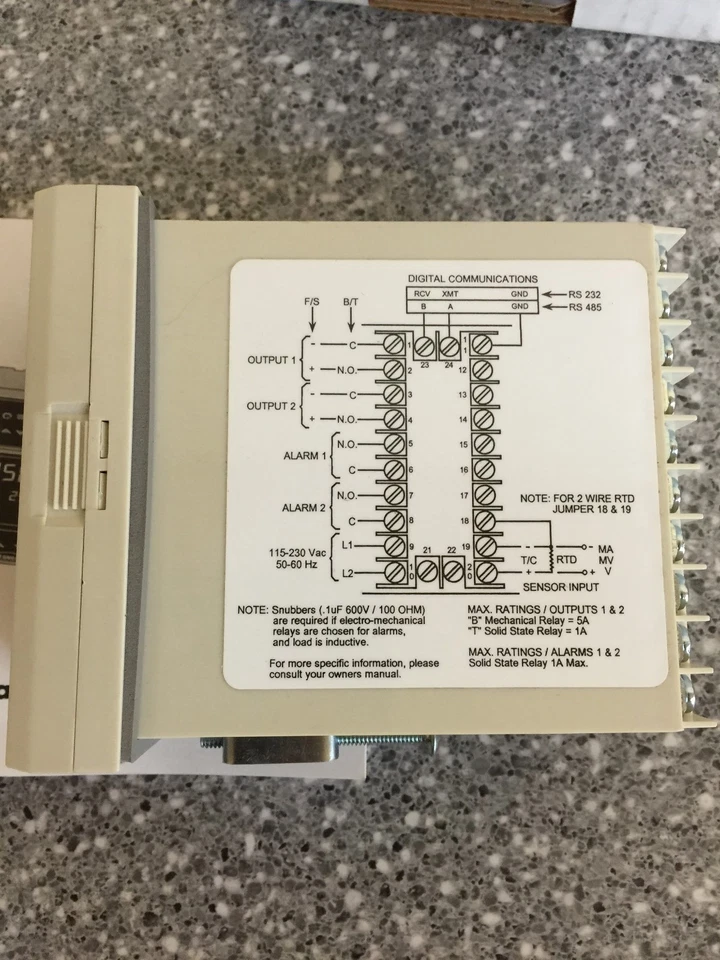 DIGITAL COMMUNICATIONS
RCV XMT GND RS 232
B A GND RS 485
F/S B/T
OUTPUT 1
- C 1
+ N.O. 2
OUTPUT 2
- C 3
+ N.O. 4
ALARM 1
N.O. 5
C 6
ALARM 2
N.O. 7
C 8
115-230 Vac
50-60 Hz
L1 9
L2 10
23 24
21 22
11
12
13
14
15
16
17
18
19
20
NOTE: FOR 2 WIRE RTD
JUMPER 18 & 19
- - MA
T/C RTD MV
+ + V
SENSOR INPUT
NOTE: Snubbers (.1uF 600V / 100 OHM)
are required if electro-mechanical
relays are chosen for alarms,
and load is inductive.
For more specific information, please
consult your owners manual.
MAX. RATINGS / OUTPUTS 1 & 2
"B" Mechanical Relay = 5A
"T" Solid State Relay = 1A
MAX. RATINGS / ALARMS 1 & 2
Solid State Relay 1A Max.